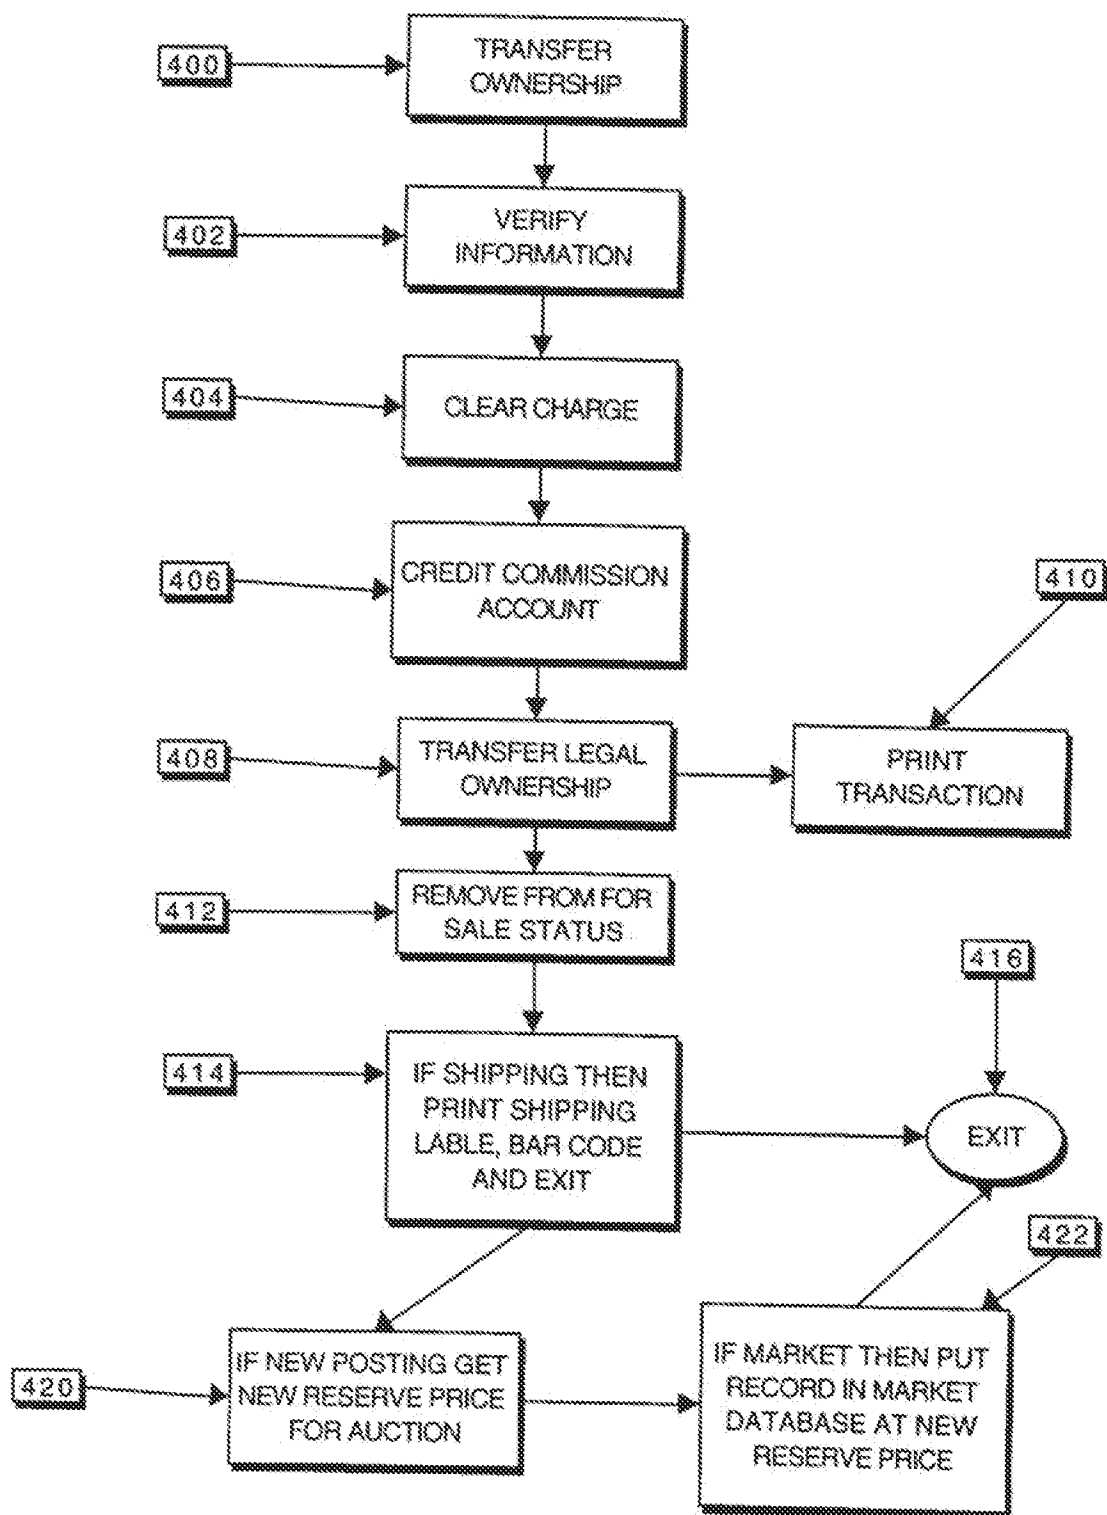 400
TRANSFER
OWNERSHIP
402
VERIFY
INFORMATION
404
CLEAR CHARGE
406
CREDIT COMMISSION
ACCOUNT
410
408
TRANSFER LEGAL
OWNERSHIP
PRINT
TRANSACTION
412
REMOVE FROM FOR
SALE STATUS
416
414
IF SHIPPING THEN
PRINT SHIPPING
LABLE, BAR CODE
AND EXIT
EXIT
422
420
IF NEW POSTING GET
NEW RESERVE PRICE
FOR AUCTION
IF MARKET THEN PUT
RECORD IN MARKET
DATABASE AT NEW
RESERVE PRICE